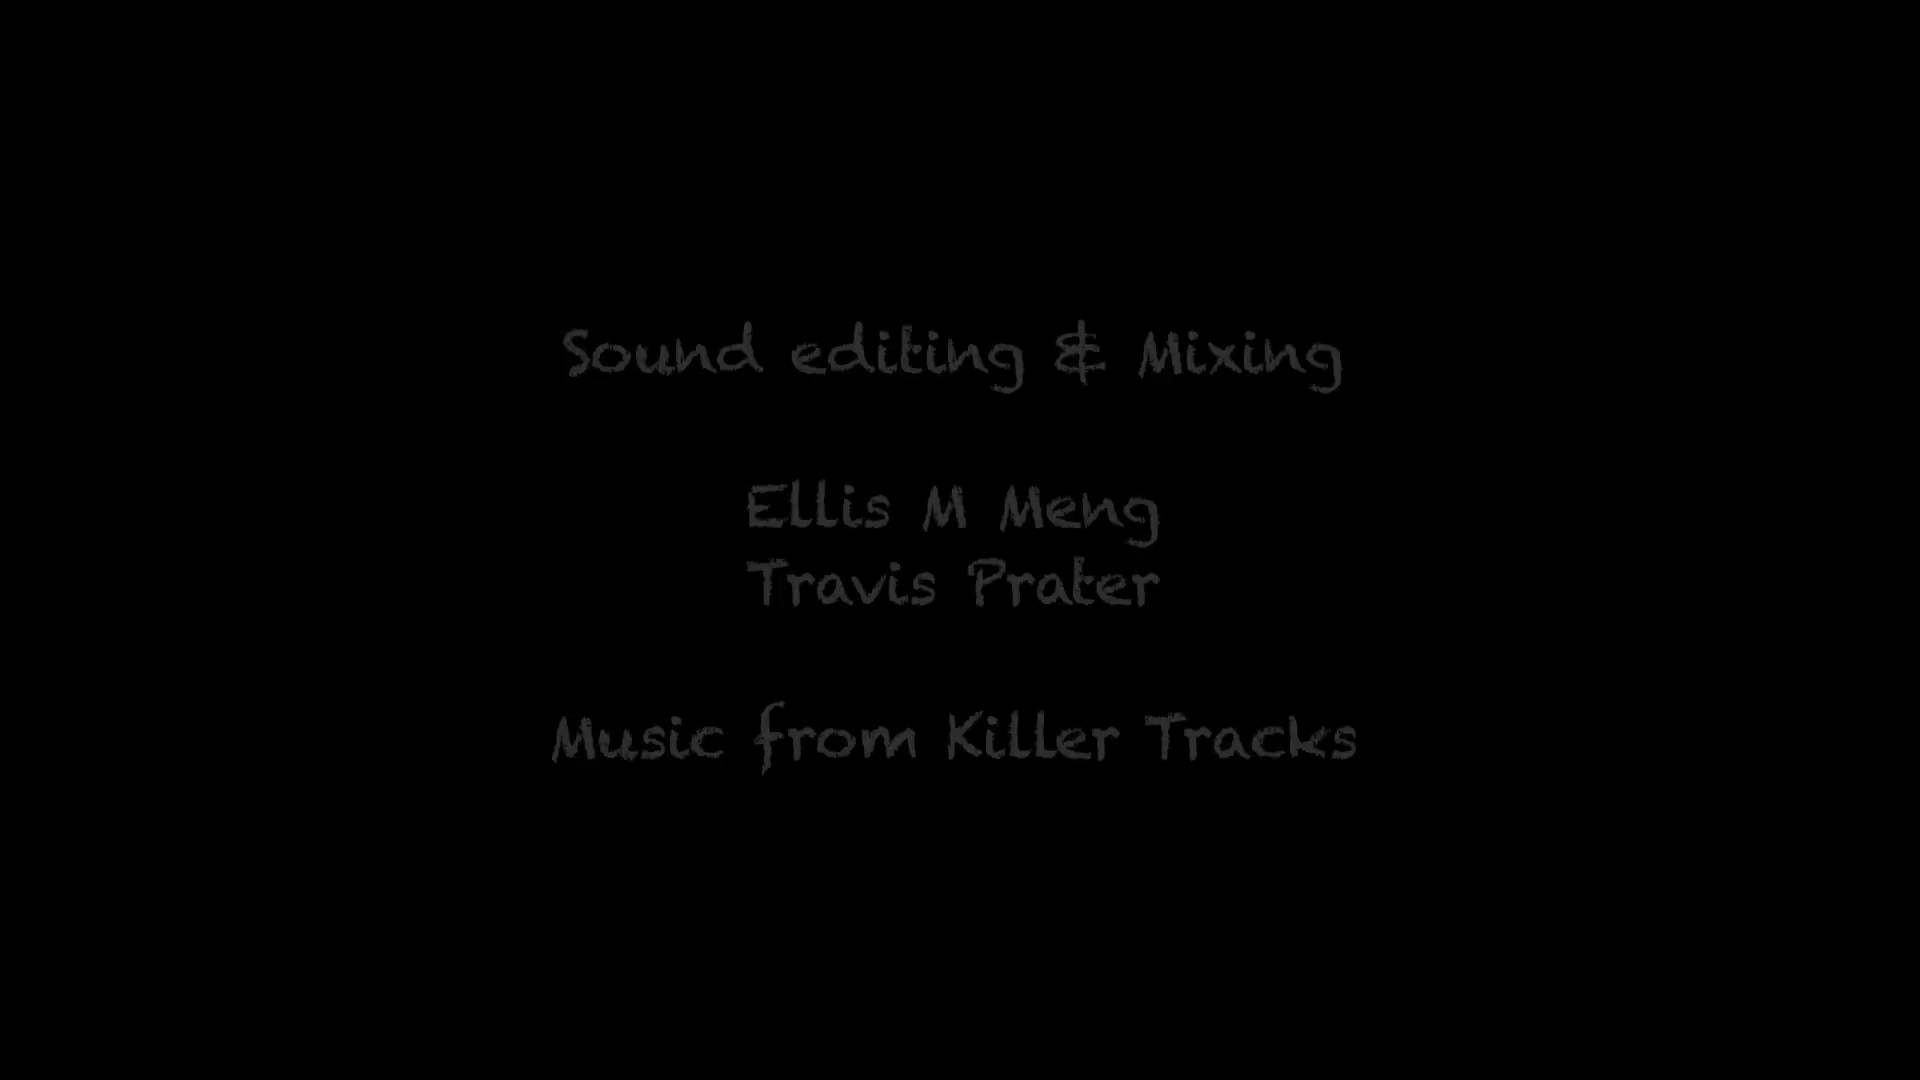 Sound editing & Mixing
Ellis M Meng
Travis Prater
Music from Killer Tracks